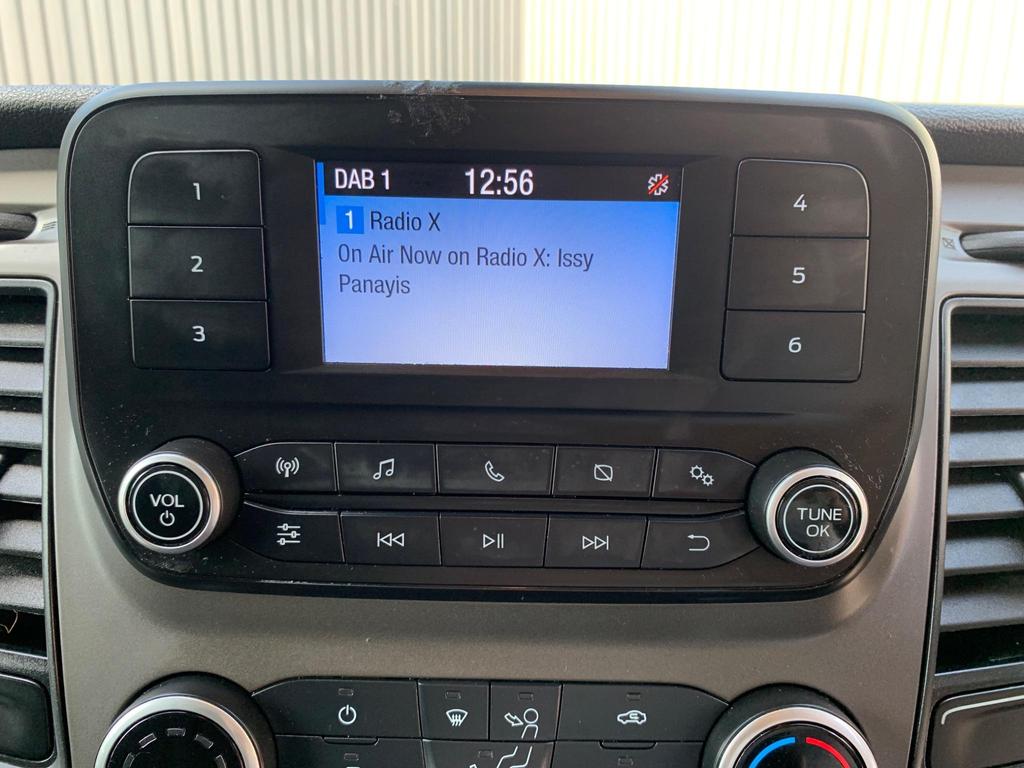 DAB 1 12:56
1 Radio X
On Air Now on Radio X: Issy
Panayis
1
2
3
4
5
6
VOL
TUNE
OK